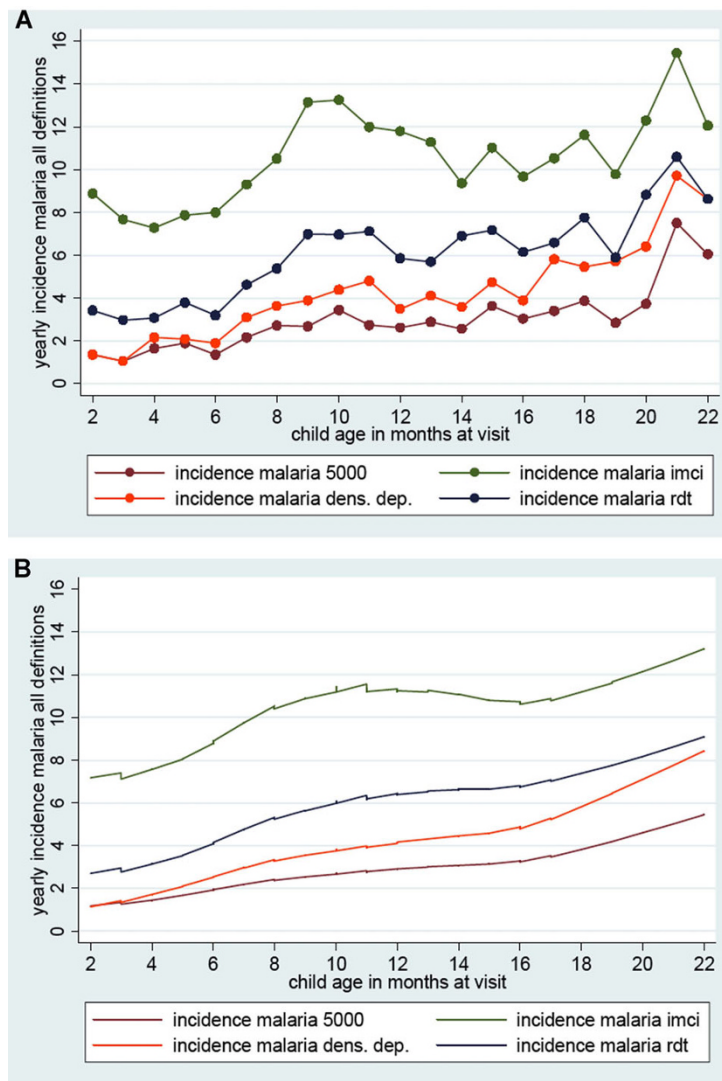 A
yearly incidence malaria all definitions
16
14
12
10
8
6
4
2
0
2 4 6 8 10 12 14 16 18 20 22
child age in months at visit
incidence malaria 5000 incidence malaria imci
incidence malaria dens. dep. incidence malaria rdt
B
yearly incidence malaria all definitions
16
14
12
10
8
6
4
2
0
2 4 6 8 10 12 14 16 18 20 22
child age in months at visit
incidence malaria 5000 incidence malaria imci
incidence malaria dens. dep. incidence malaria rdt